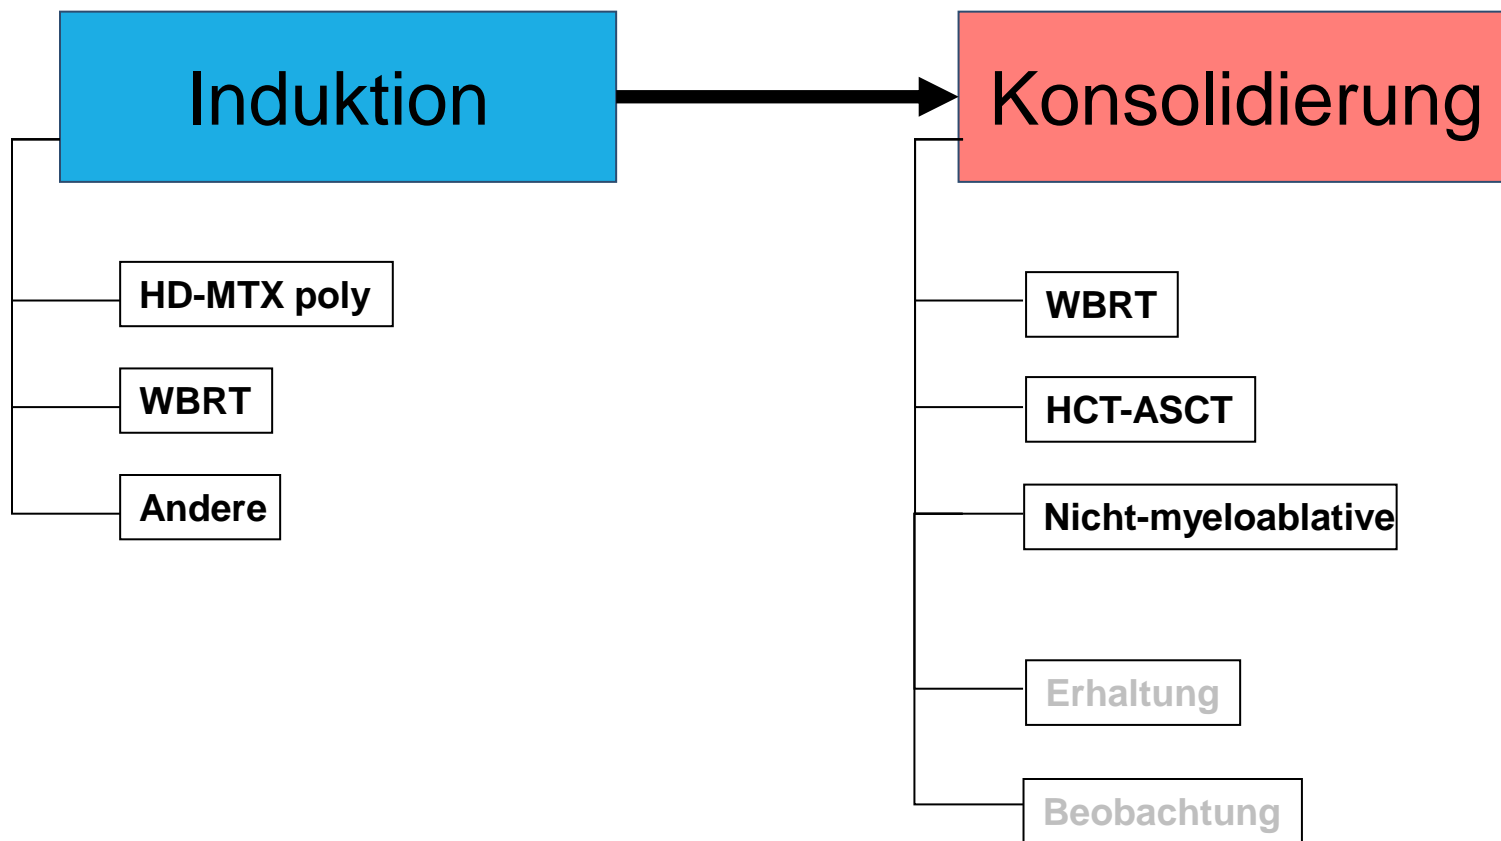 Induktion
Konsolidierung
HD-MTX poly
WBRT
Andere
WBRT
HCT-ASCT
Nicht-myeloablative
Erhaltung
Beobachtung